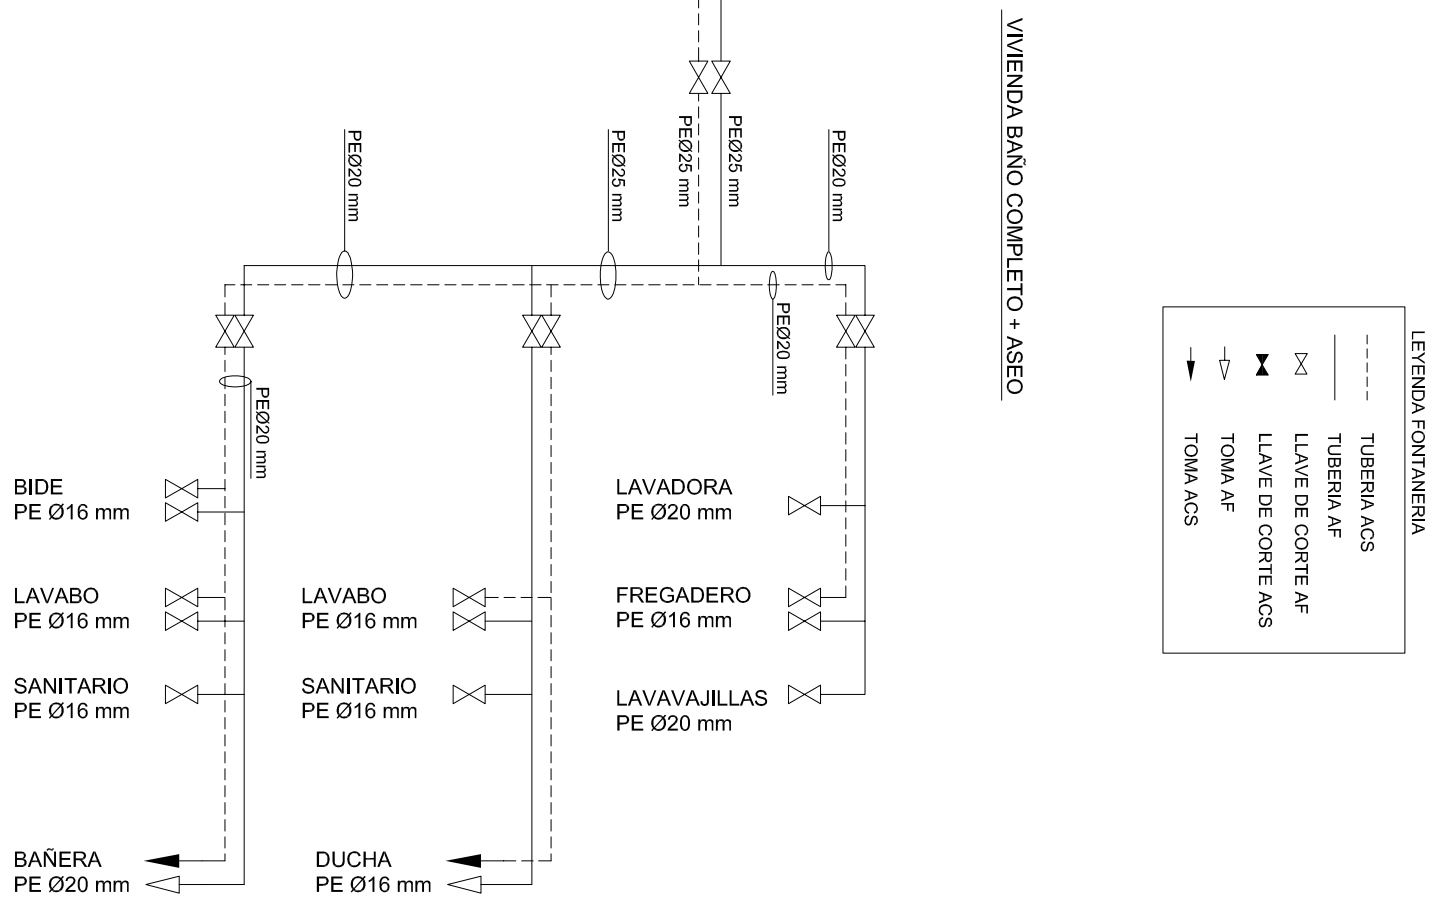 VIVIENDA BAÑO COMPLETO + ASEO
PEØ20 mm
PEØ25 mm
PEØ25 mm
PEØ25 mm
PEØ20 mm
PEØ20 mm
PEØ20 mm
BIDE
PE Ø16 mm
LAVABO
PE Ø16 mm
SANITARIO
PE Ø16 mm
BAÑERA
PE Ø20 mm
LAVABO
PE Ø16 mm
SANITARIO
PE Ø16 mm
DUCHA
PE Ø16 mm
LAVADORA
PE Ø20 mm
FREGADERO
PE Ø16 mm
LAVAVAJILLAS
PE Ø20 mm
LEYENDA FONTANERIA
TUBERIA ACS
TUBERIA AF
LLAVE DE CORTE AF
LLAVE DE CORTE ACS
TOMA AF
TOMA ACS